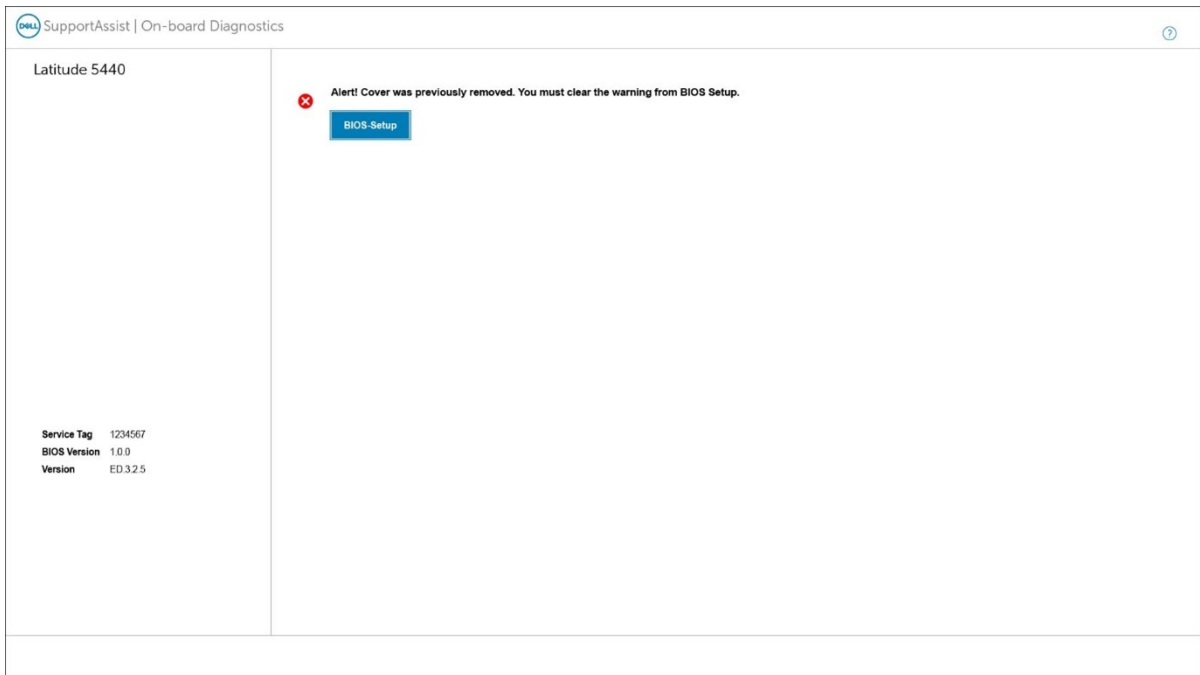 DELL SupportAssist | On-board Diagnostics
?
Latitude 5440
Alert! Cover was previously removed. You must clear the warning from BIOS Setup.
BIOS-Setup
Service Tag 1234567
BIOS Version 1.0.0
Version ED.3.2.5